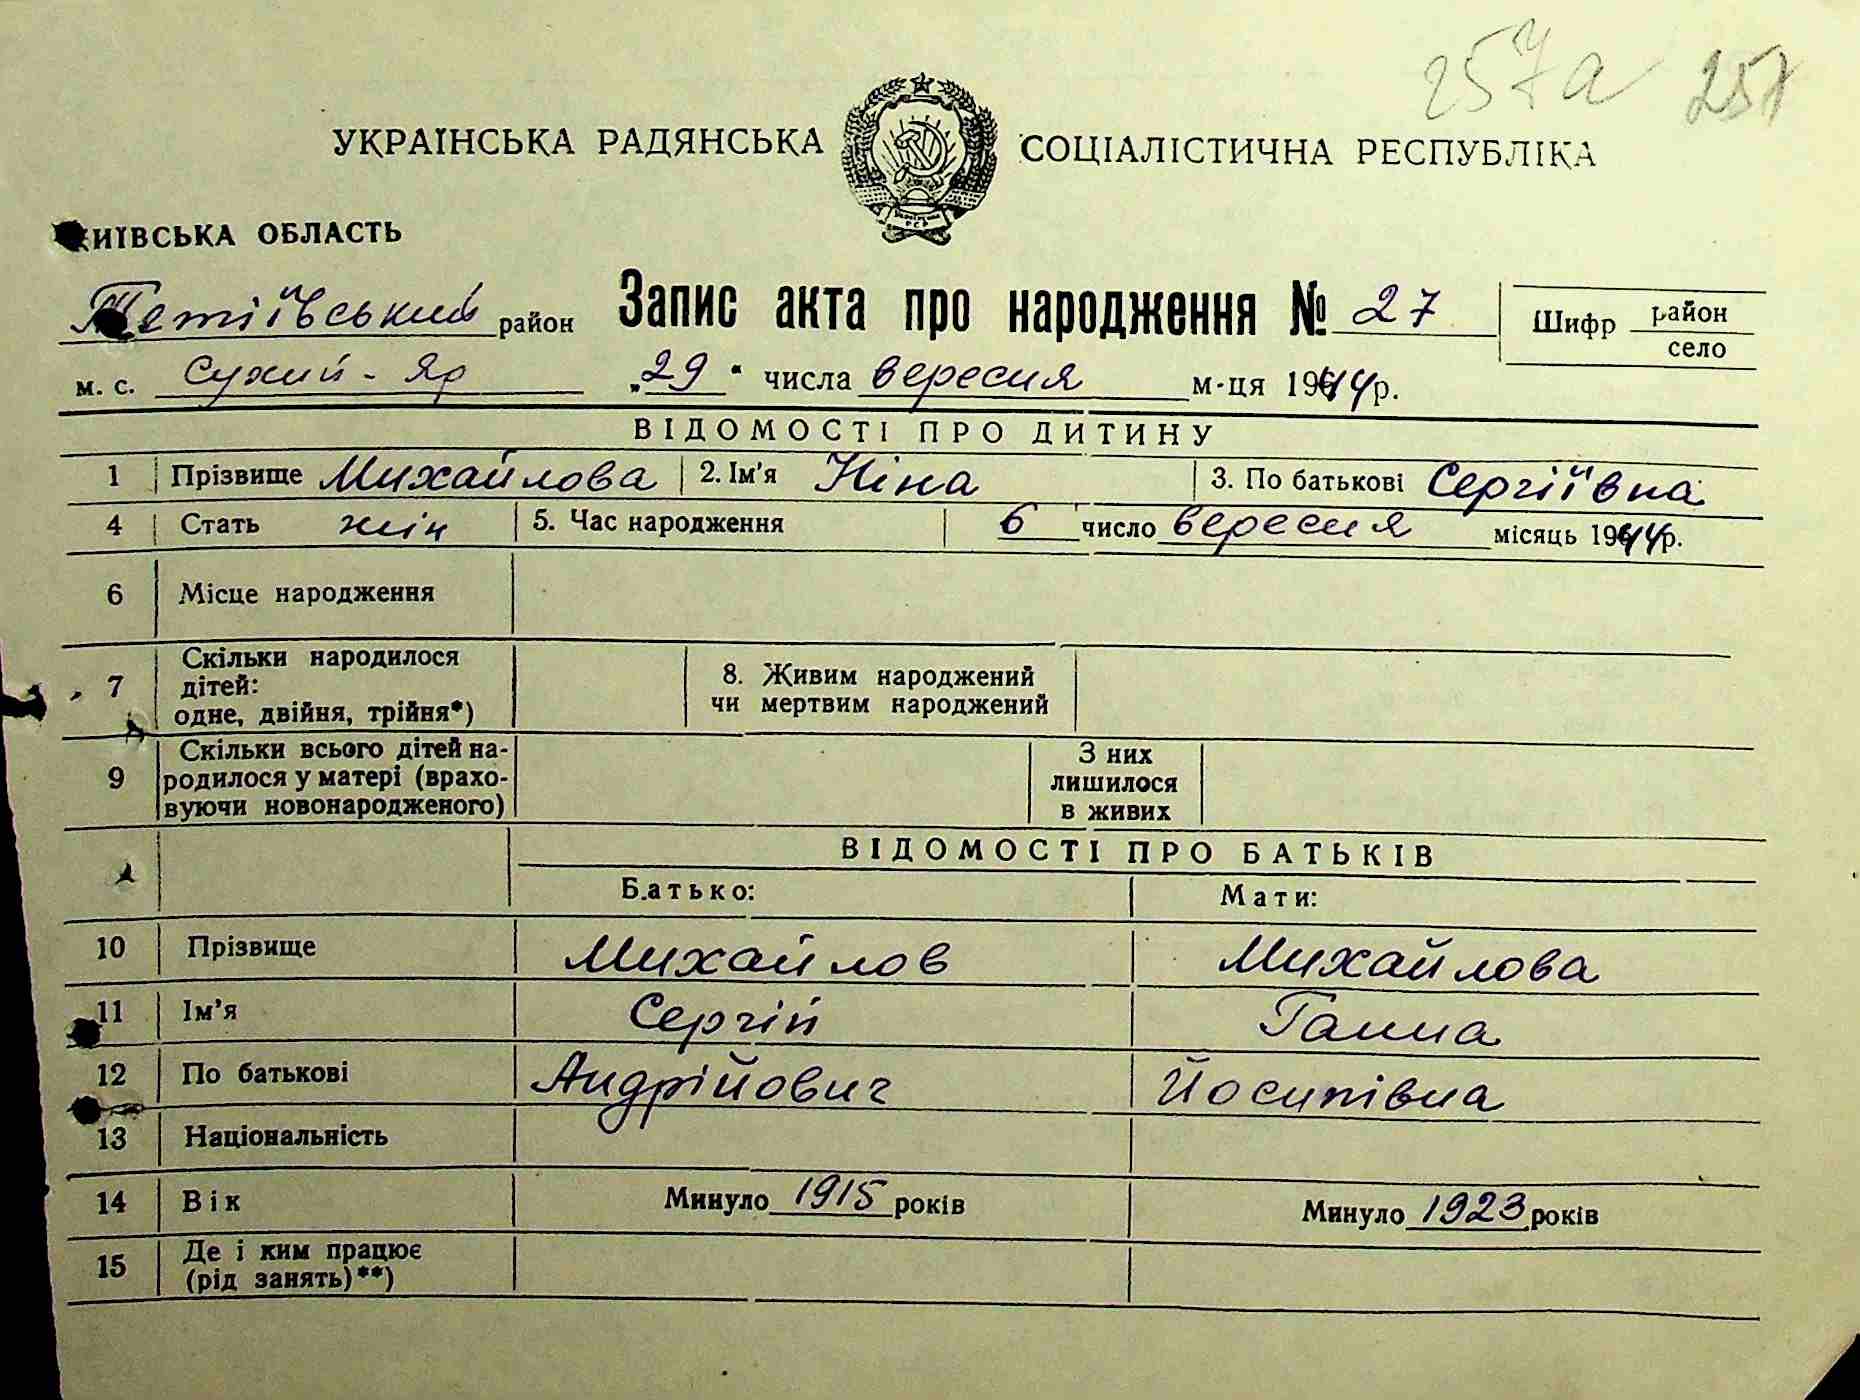 257а 257
УКРАЇНСЬКА РАДЯНСЬКА СОЦІАЛІСТИЧНА РЕСПУБЛІКА
КИЇВСЬКА ОБЛАСТЬ
Тетіївський район Запис акта про народження № 27 Шифр район село
м. с. Сухий-Яр „29“ числа вересня м-ця 1944 р.
ВІДОМОСТІ ПРО ДИТИНУ
1 Прізвище Михайлова 2. Ім'я Ніна 3. По батькові Сергіївна
4 Стать жін 5. Час народження 6 число вересня місяць 1944 р.
6 Місце народження
7 Скільки народилося дітей: одне, двійня, трійня*) 8. Живим народжений чи мертвим народжений
9 Скільки всього дітей народилося у матері (враховуючи новонародженого) З них лишилося в живих
ВІДОМОСТІ ПРО БАТЬКІВ
Батько: Мати:
10 Прізвище Михайлов Михайлова
11 Ім'я Сергій Ганна
12 По батькові Андрійович Йосипівна
13 Національність
14 Вік Минуло 1915 років Минуло 1923 років
15 Де і ким працює (рід занять)**)